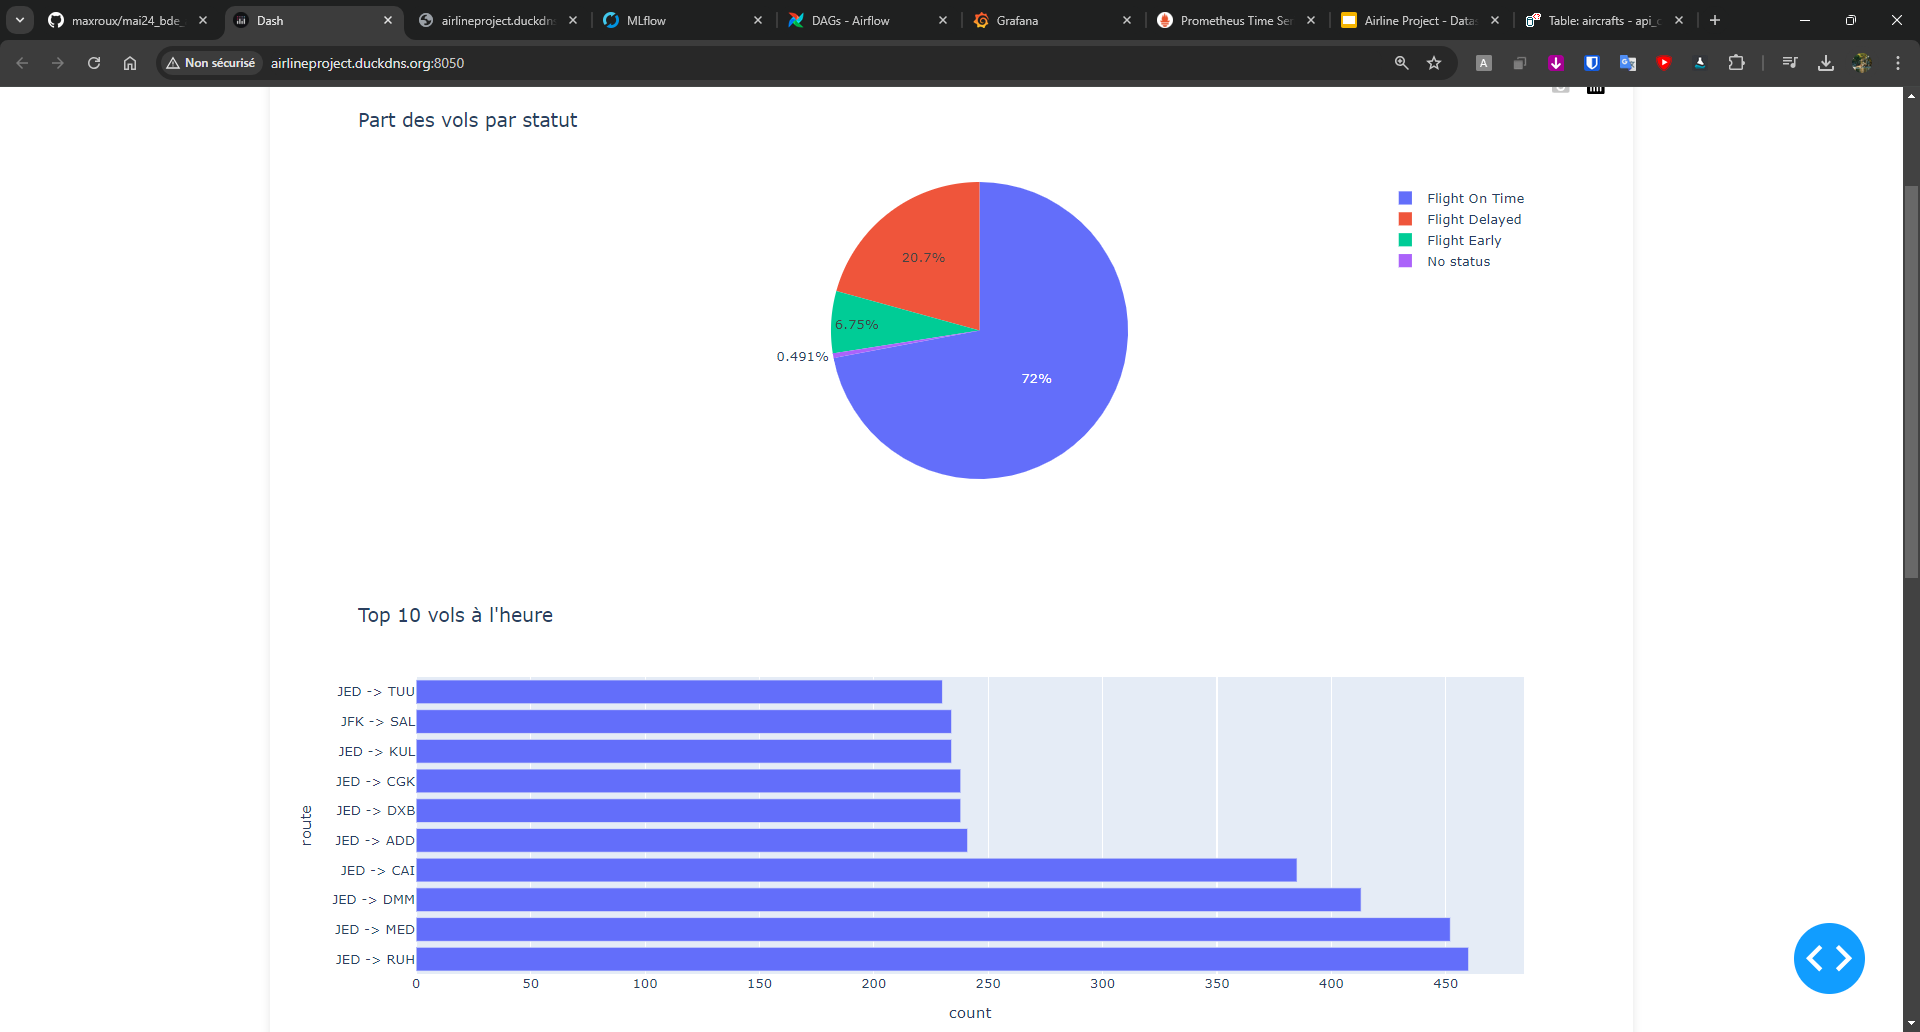 maxroux/mai24_bde_
Dash
airlineproject.duckdns
MLflow
DAGs - Airflow
Grafana
Prometheus Time Ser
Airline Project - Datas
Table: aircrafts - api_c
Non sécurisé
airlineproject.duckdns.org:8050
Part des vols par statut
Flight On Time
Flight Delayed
Flight Early
No status
20.7%
6.75%
0.491%
72%
Top 10 vols à l'heure
JED -> TUU
JFK -> SAL
JED -> KUL
JED -> CGK
JED -> DXB
JED -> ADD
JED -> CAI
JED -> DMM
JED -> MED
JED -> RUH
route
0 50 100 150 200 250 300 350 400 450
count